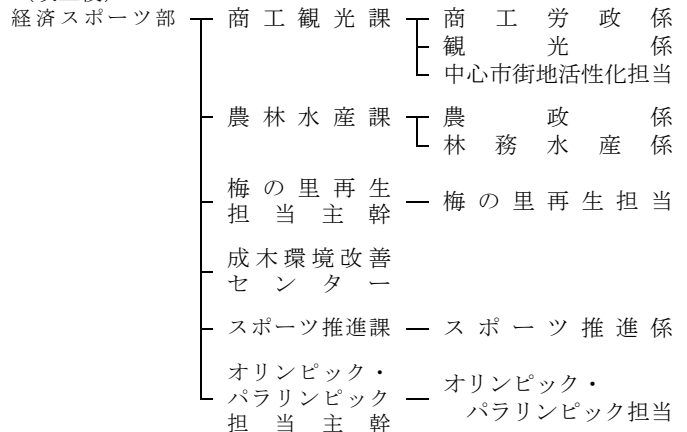 経済スポーツ部
商工観光課
商工労政係
観光係
中心市街地活性化担当
農林水産課
農政係
林務水産係
梅の里再生
担当主幹
梅の里再生担当
成木環境改善
センター
スポーツ推進課
スポーツ推進係
オリンピック・
パラリンピック
担当主幹
オリンピック・
パラリンピック担当